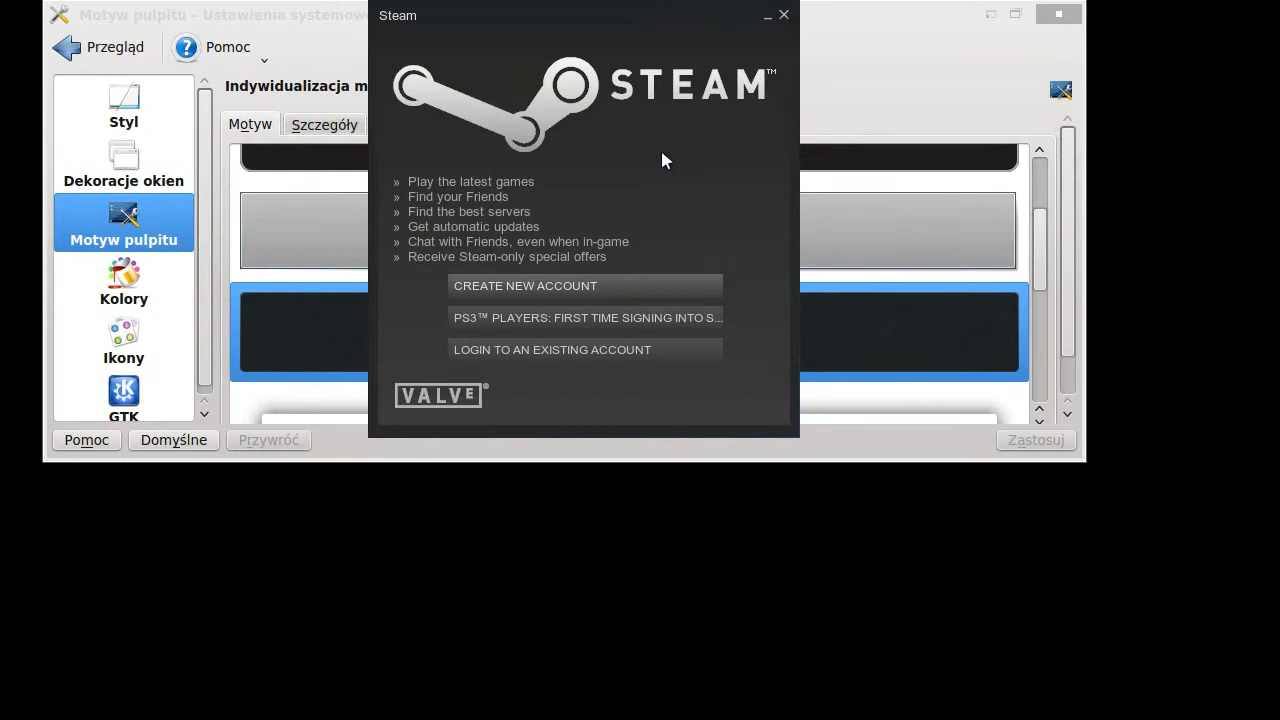 Motyw pulpitu – Ustawienia systemowe
Steam
Przegląd
Pomoc
STEAM™
Styl
Dekoracje okien
Motyw pulpitu
Kolory
Ikony
GTK
Indywidualizacja m
Motyw
Szczegóły
» Play the latest games
» Find your Friends
» Find the best servers
» Get automatic updates
» Chat with Friends, even when in-game
» Receive Steam-only special offers
CREATE NEW ACCOUNT
PS3™ PLAYERS: FIRST TIME SIGNING INTO S...
LOGIN TO AN EXISTING ACCOUNT
VALVE®
Pomoc
Domyślne
Przywróć
Zastosuj